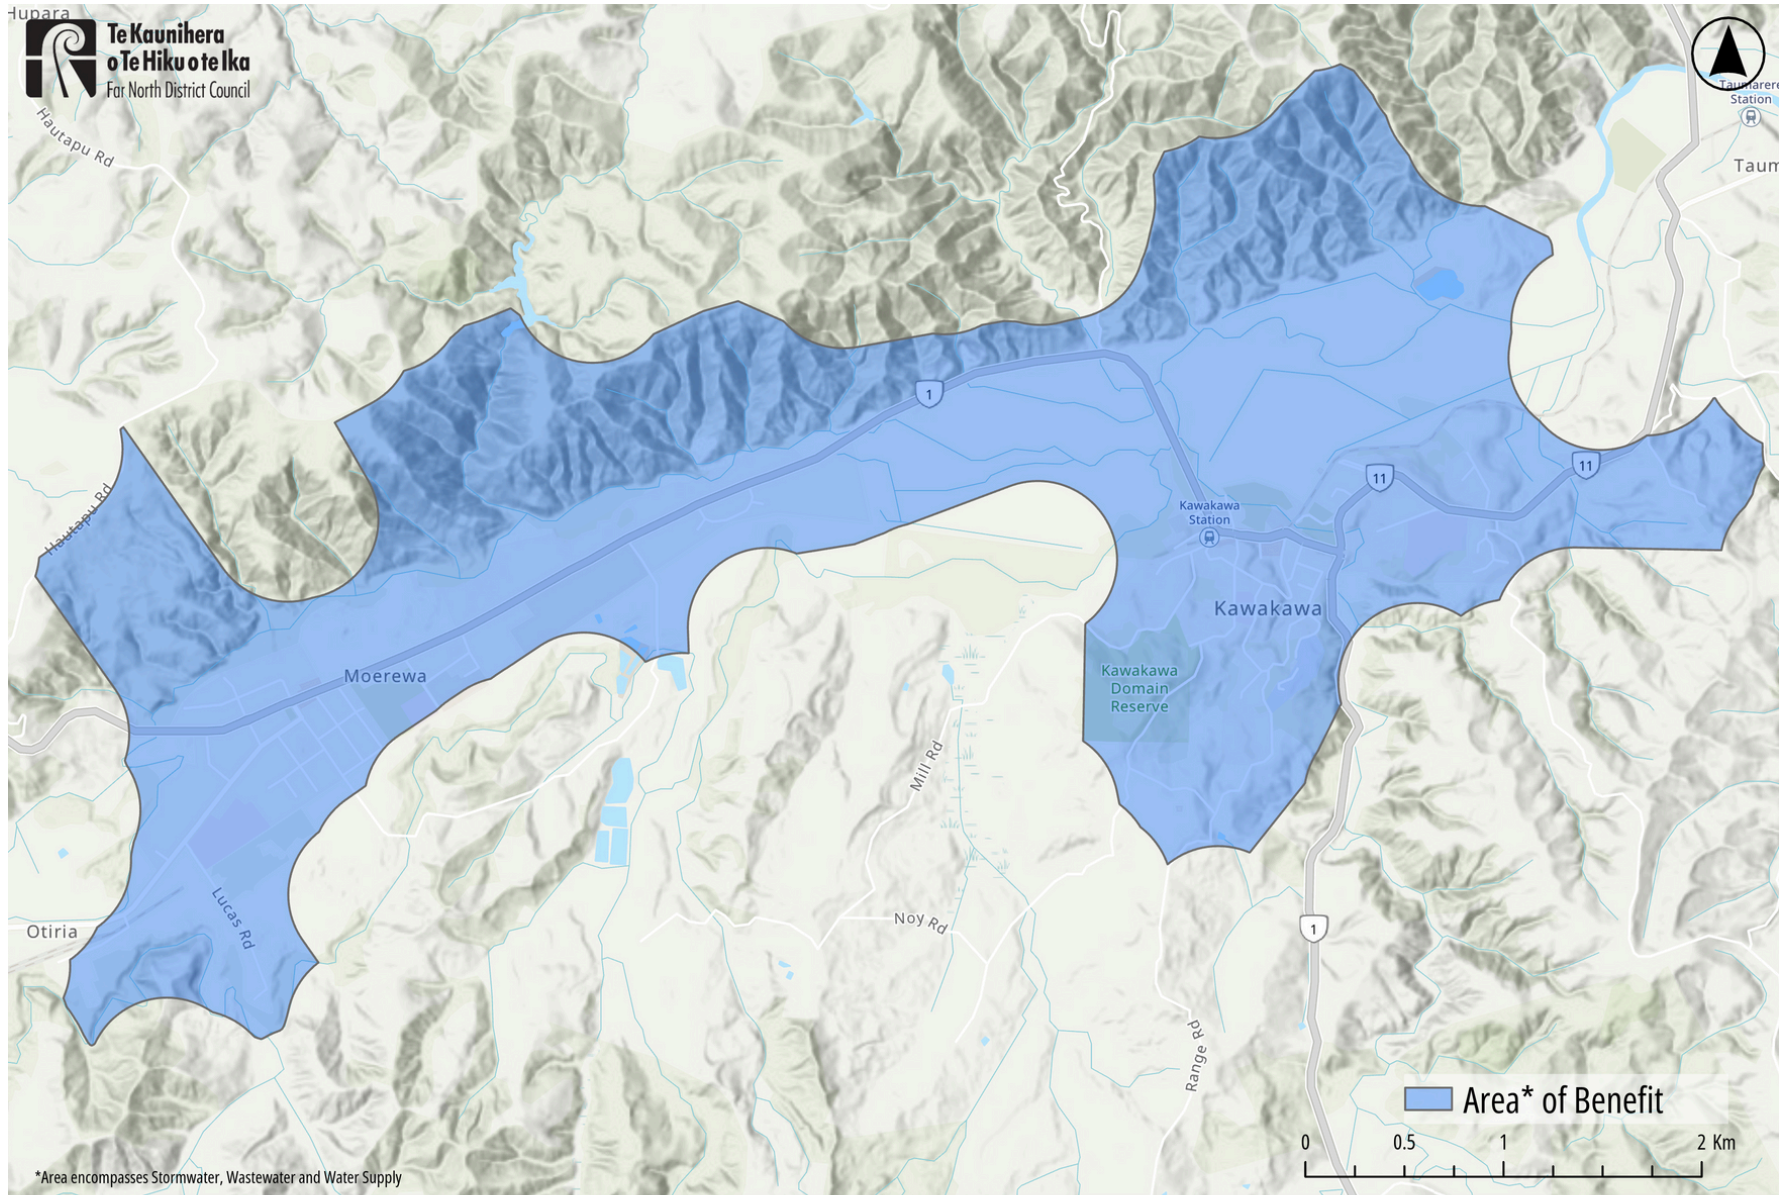 Hupara
Te Kaunihera
o Te Hiku o te Ika
Far North District Council
Hautapu Rd
Taumarere
Station
Taum
1
11
11
Hautapu Rd
Kawakawa
Station
Kawakawa
Moerewa
Kawakawa
Domain
Reserve
Mill Rd
Lucas Rd
Noy Rd
Otiria
1
Range Rd
Area* of Benefit
0 0.5 1 2 Km
*Area encompasses Stormwater, Wastewater and Water Supply